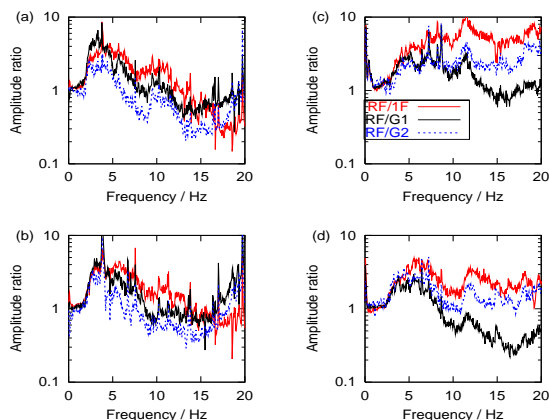 (a)
10
1
0.1
Amplitude ratio
0 5 10 15 20
Frequency / Hz
(c)
10
1
0.1
Amplitude ratio
RF/1F
RF/G1
RF/G2
0 5 10 15 20
Frequency / Hz
(b)
10
1
0.1
Amplitude ratio
0 5 10 15 20
Frequency / Hz
(d)
10
1
0.1
Amplitude ratio
0 5 10 15 20
Frequency / Hz